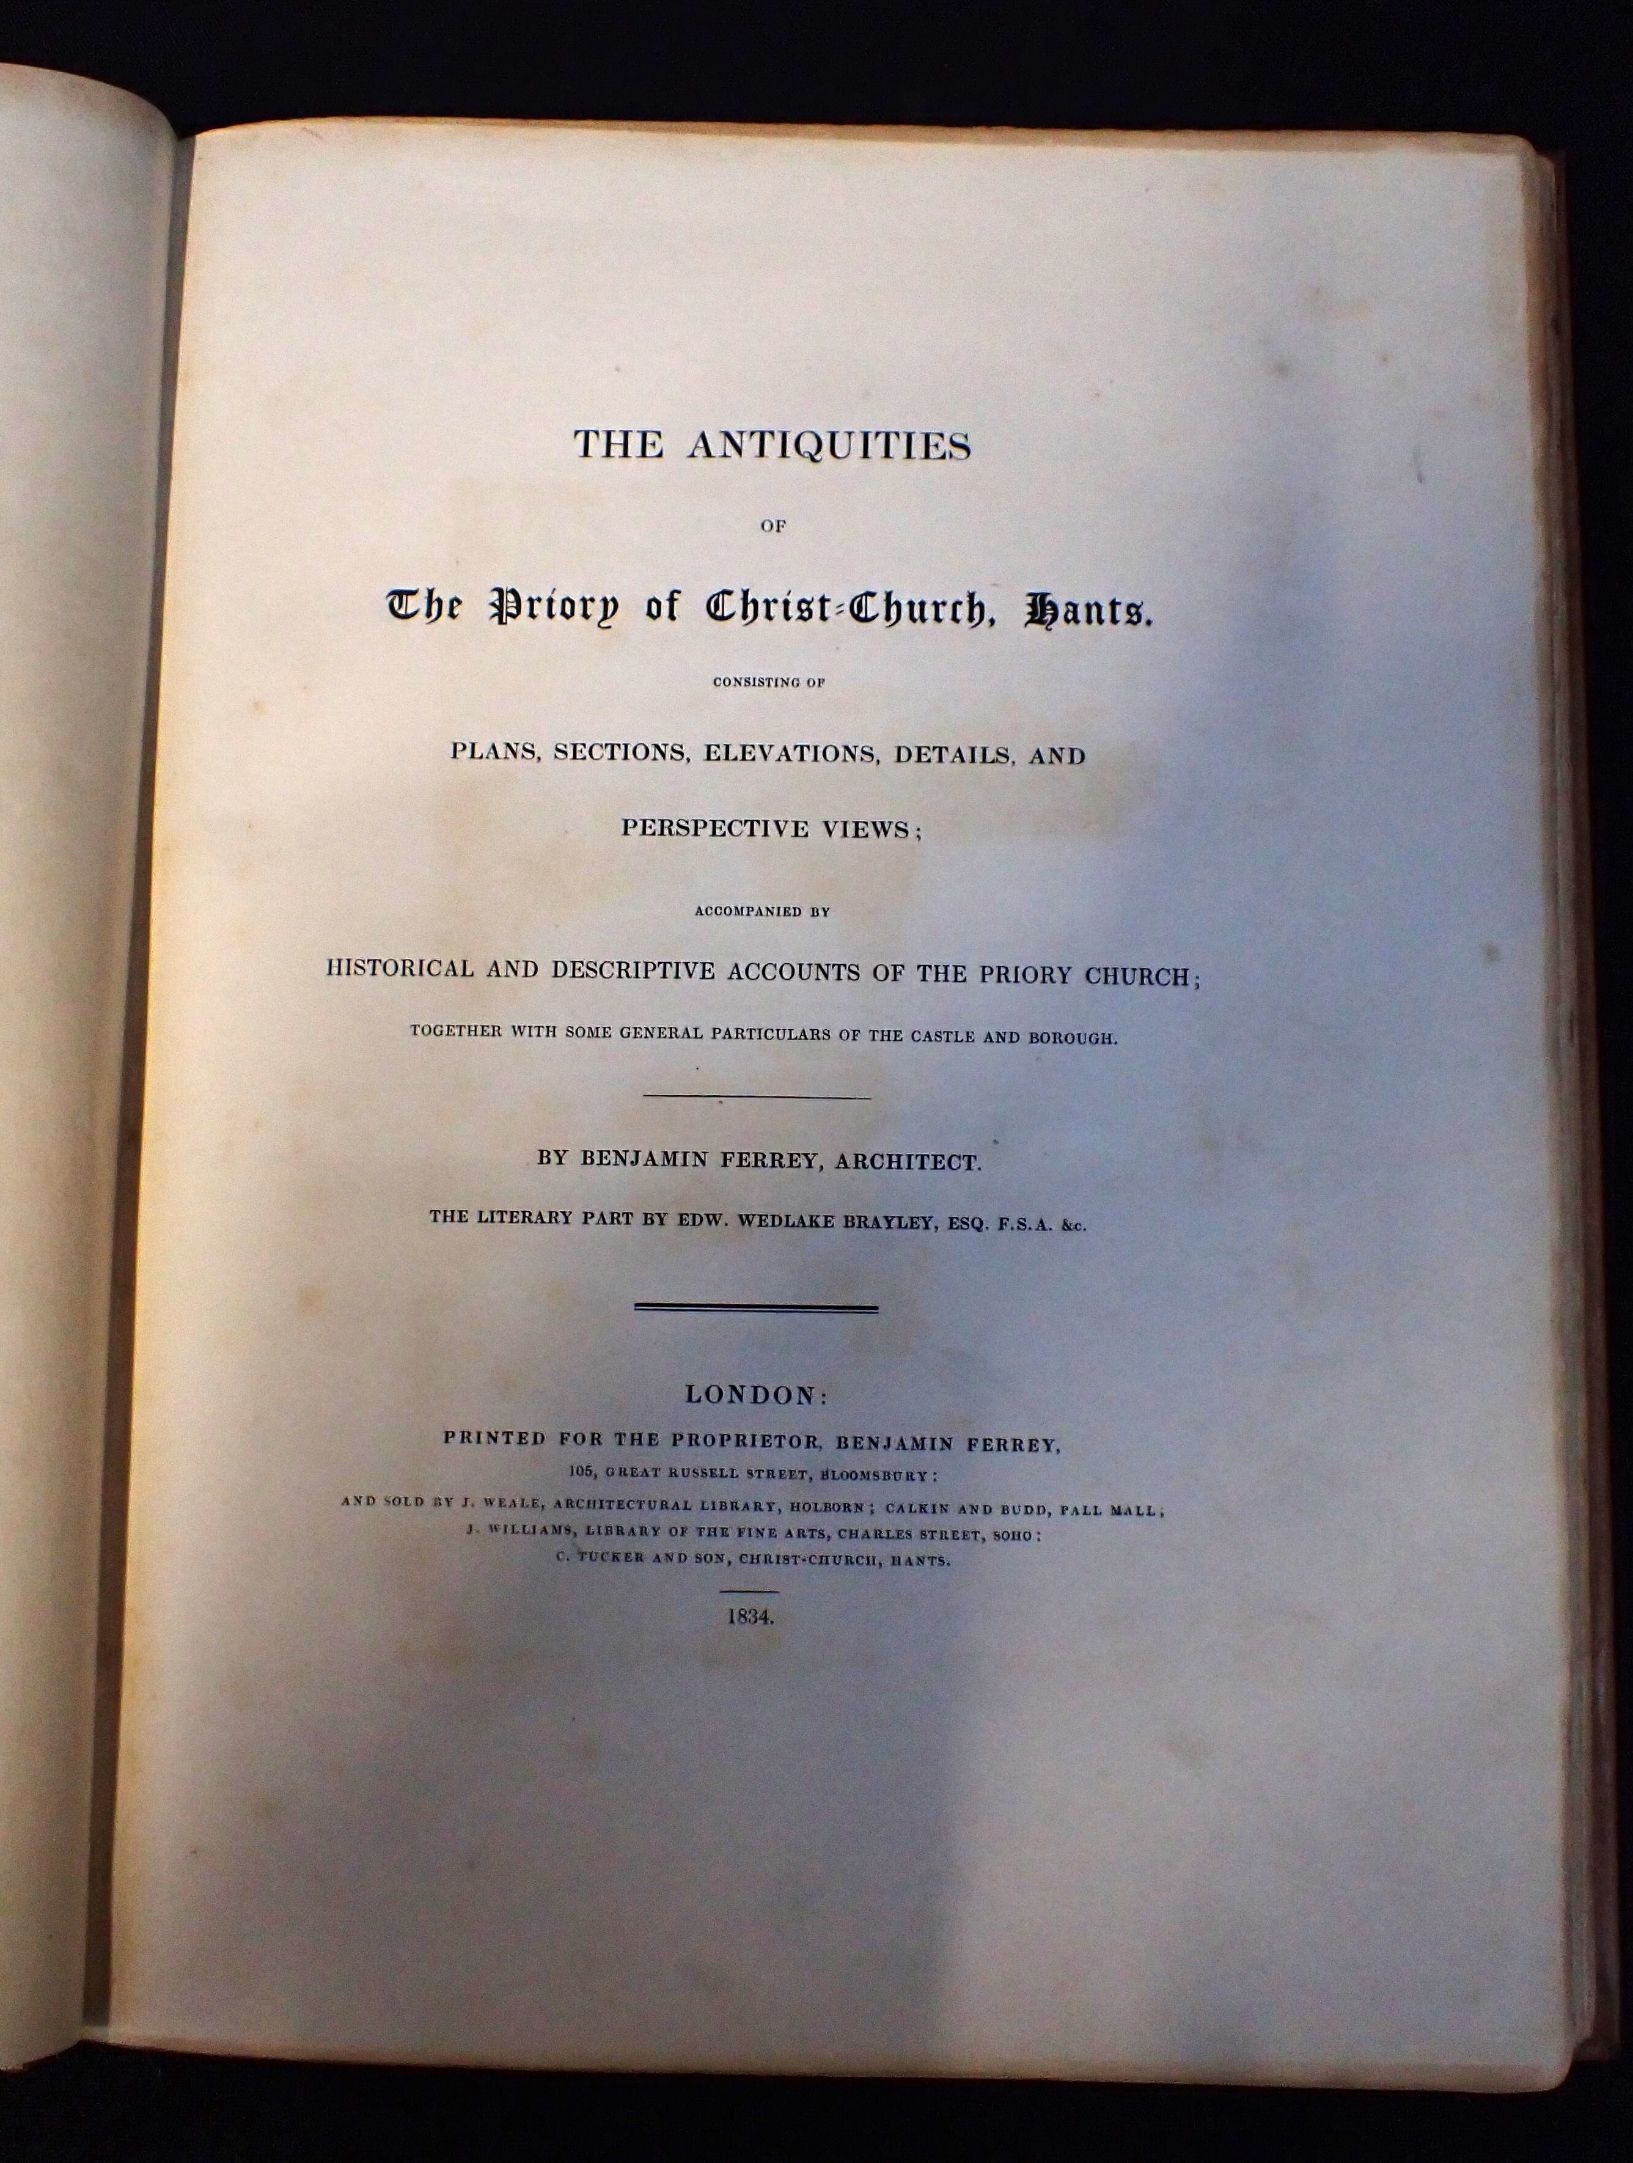 THE ANTIQUITIES
OF
The Priory of Christ-Church, Hants.
CONSISTING OF
PLANS, SECTIONS, ELEVATIONS, DETAILS, AND
PERSPECTIVE VIEWS;
ACCOMPANIED BY
HISTORICAL AND DESCRIPTIVE ACCOUNTS OF THE PRIORY CHURCH;
TOGETHER WITH SOME GENERAL PARTICULARS OF THE CASTLE AND BOROUGH.
BY BENJAMIN FERREY, ARCHITECT.
THE LITERARY PART BY EDW. WEDLAKE BRAYLEY, ESQ. F.S.A. &c.
LONDON:
PRINTED FOR THE PROPRIETOR, BENJAMIN FERREY,
105, GREAT RUSSELL STREET, BLOOMSBURY:
AND SOLD BY J. WEALE, ARCHITECTURAL LIBRARY, HOLBORN; CALKIN AND BUDD, PALL MALL;
J. WILLIAMS, LIBRARY OF THE FINE ARTS, CHARLES STREET, SOHO:
C. TUCKER AND SON, CHRIST-CHURCH, HANTS.
1834.